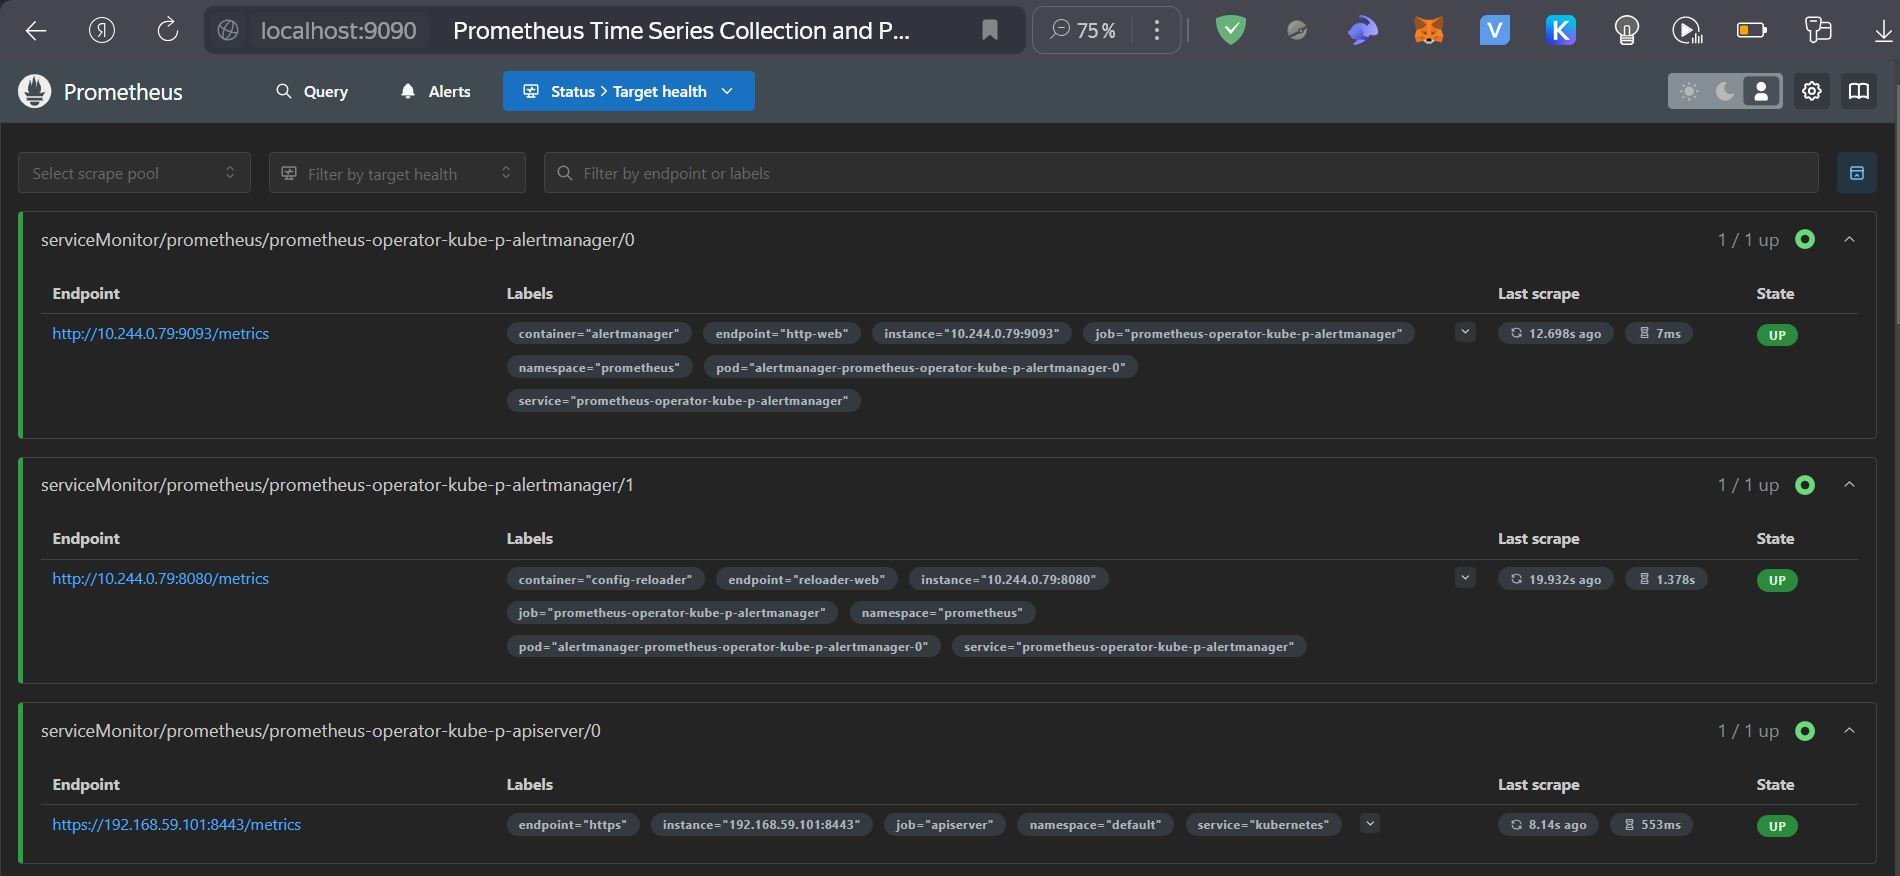 localhost:9090 Prometheus Time Series Collection and P... 75 %
Prometheus Query Alerts Status > Target health
Select scrape pool Filter by target health Filter by endpoint or labels
serviceMonitor/prometheus/prometheus-operator-kube-p-alertmanager/0 1 / 1 up
Endpoint Labels Last scrape State
http://10.244.0.79:9093/metrics container="alertmanager" endpoint="http-web" instance="10.244.0.79:9093" job="prometheus-operator-kube-p-alertmanager" 12.698s ago 7ms UP
namespace="prometheus" pod="alertmanager-prometheus-operator-kube-p-alertmanager-0"
service="prometheus-operator-kube-p-alertmanager"
serviceMonitor/prometheus/prometheus-operator-kube-p-alertmanager/1 1 / 1 up
Endpoint Labels Last scrape State
http://10.244.0.79:8080/metrics container="config-reloader" endpoint="reloader-web" instance="10.244.0.79:8080" 19.932s ago 1.378s UP
job="prometheus-operator-kube-p-alertmanager" namespace="prometheus"
pod="alertmanager-prometheus-operator-kube-p-alertmanager-0" service="prometheus-operator-kube-p-alertmanager"
serviceMonitor/prometheus/prometheus-operator-kube-p-apiserver/0 1 / 1 up
Endpoint Labels Last scrape State
https://192.168.59.101:8443/metrics endpoint="https" instance="192.168.59.101:8443" job="apiserver" namespace="default" service="kubernetes" 8.14s ago 553ms UP